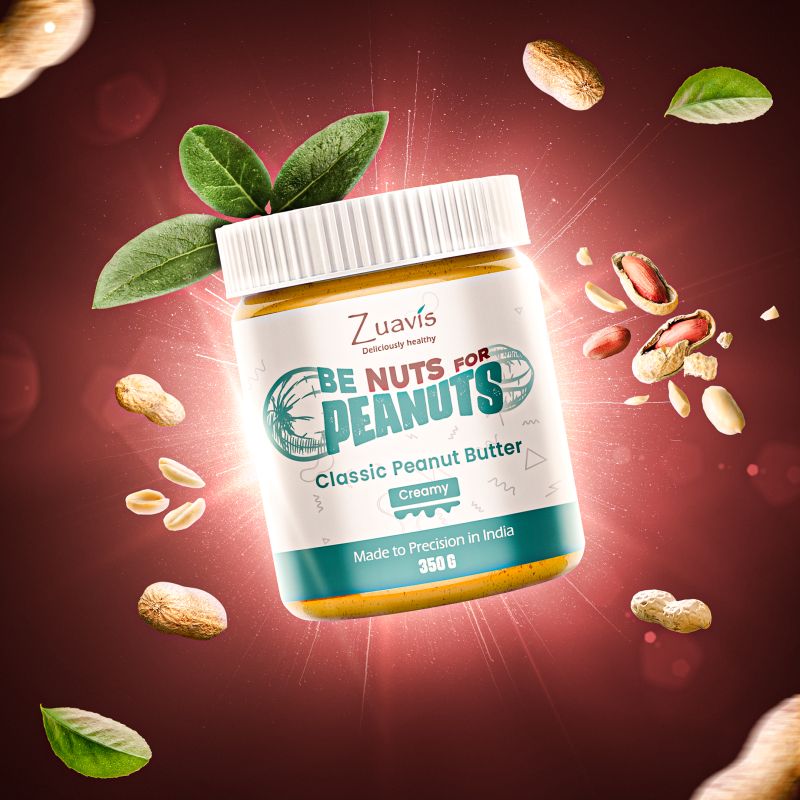 Zuavis
Deliciously healthy
BE NUTS FOR
PEANUTS
Classic Peanut Butter
Creamy
Made to Precision in India
350 G